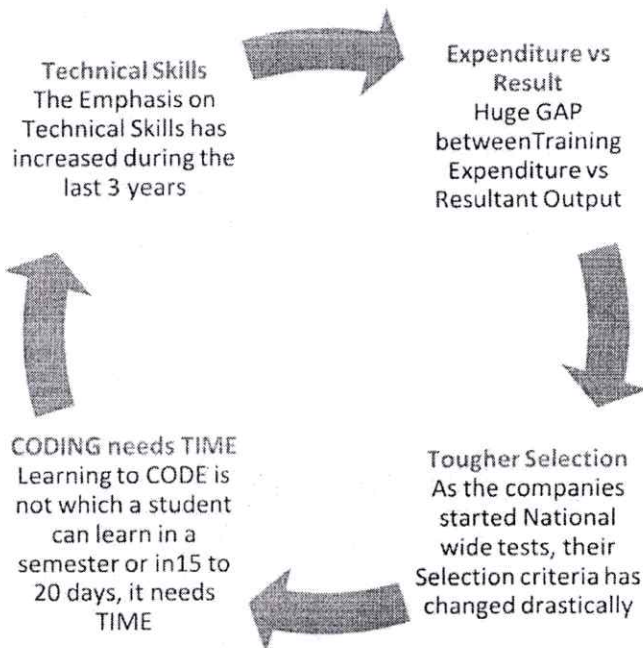 Technical Skills
The Emphasis on
Technical Skills has
increased during the
last 3 years
Expenditure vs
Result
Huge GAP
betweenTraining
Expenditure vs
Resultant Output
Tougher Selection
As the companies
started National
wide tests, their
Selection criteria has
changed drastically
CODING needs TIME
Learning to CODE is
not which a student
can learn in a
semester or in15 to
20 days, it needs
TIME